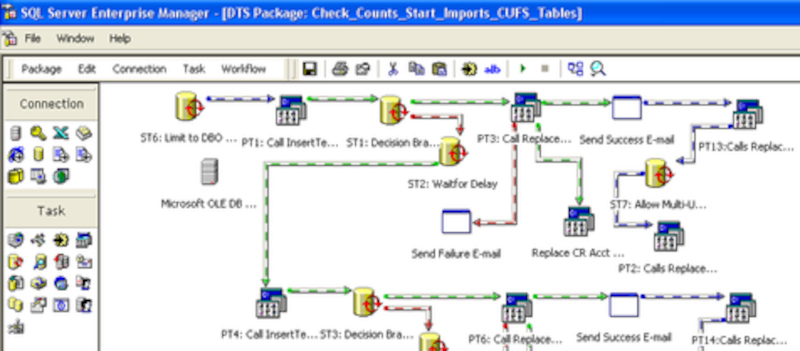 SQL Server Enterprise Manager - [DTS Package: Check_Counts_Start_Imports_CUFS_Tables]
File Window Help
Package Edit Connection Task Workflow
Connection
ST6: Limit to DBO ...
PT1: Call InsertTe...
ST1: Decision Bra...
PT3: Call Replace...
Send Success E-mail
PT13:Calls Replac...
ST2: Waitfor Delay
Microsoft OLE DB ...
ST7: Allow Multi-U...
Task
Send Failure E-mail
Replace CR Acct ...
PT2: Calls Replace...
PT4: Call InsertTe...
ST3: Decision Bra...
PT6: Call Replace...
Send Success E-mail
PT14:Calls Replac...